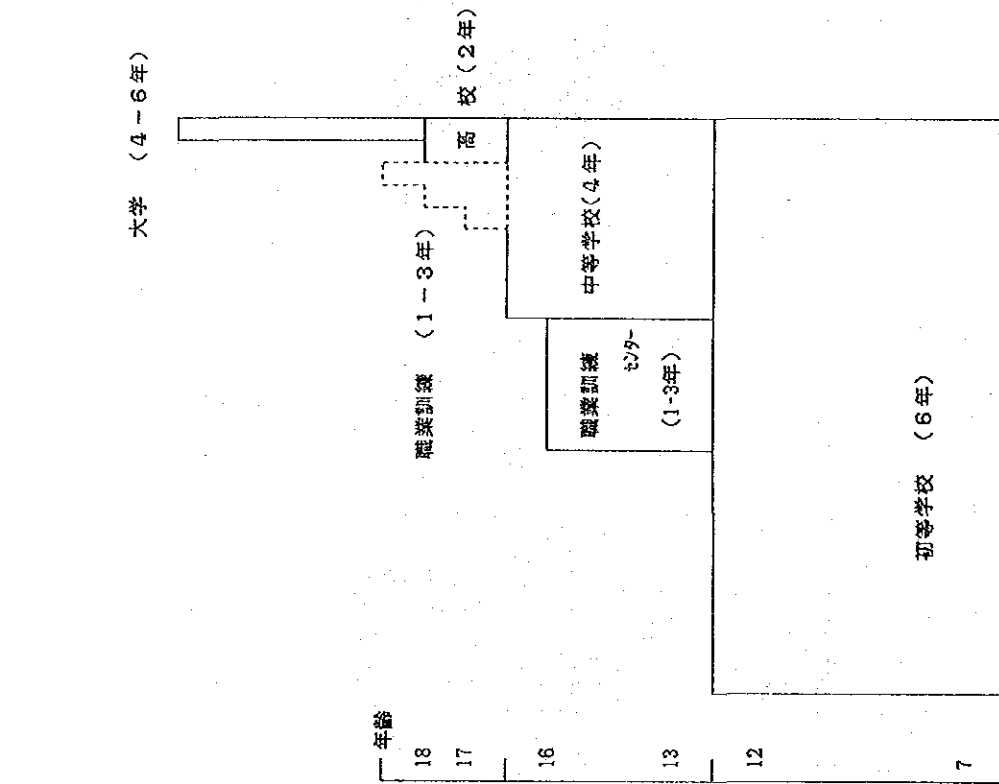 大学 (4-6年)
高校(2年)
職業訓練 (1-3年)
中等学校(4年)
職業訓練
センター
(1-3年)
初等学校 (6年)
年齢
18
17
16
13
12
7